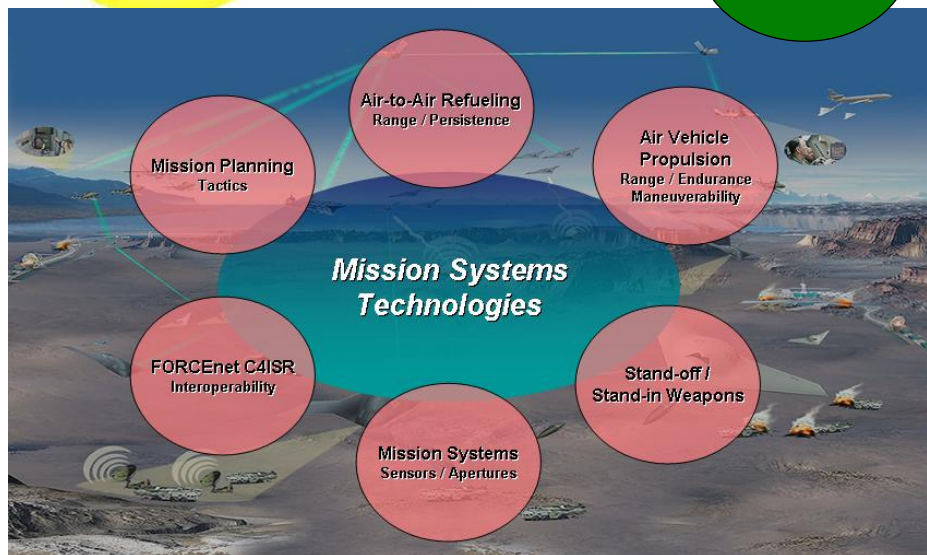 Air-to-Air Refueling
Range / Persistence
Mission Planning
Tactics
Air Vehicle
Propulsion
Range / Endurance
Maneuverability
Mission Systems
Technologies
FORCEnet C4ISR
Interoperability
Stand-off /
Stand-in Weapons
Mission Systems
Sensors / Apertures